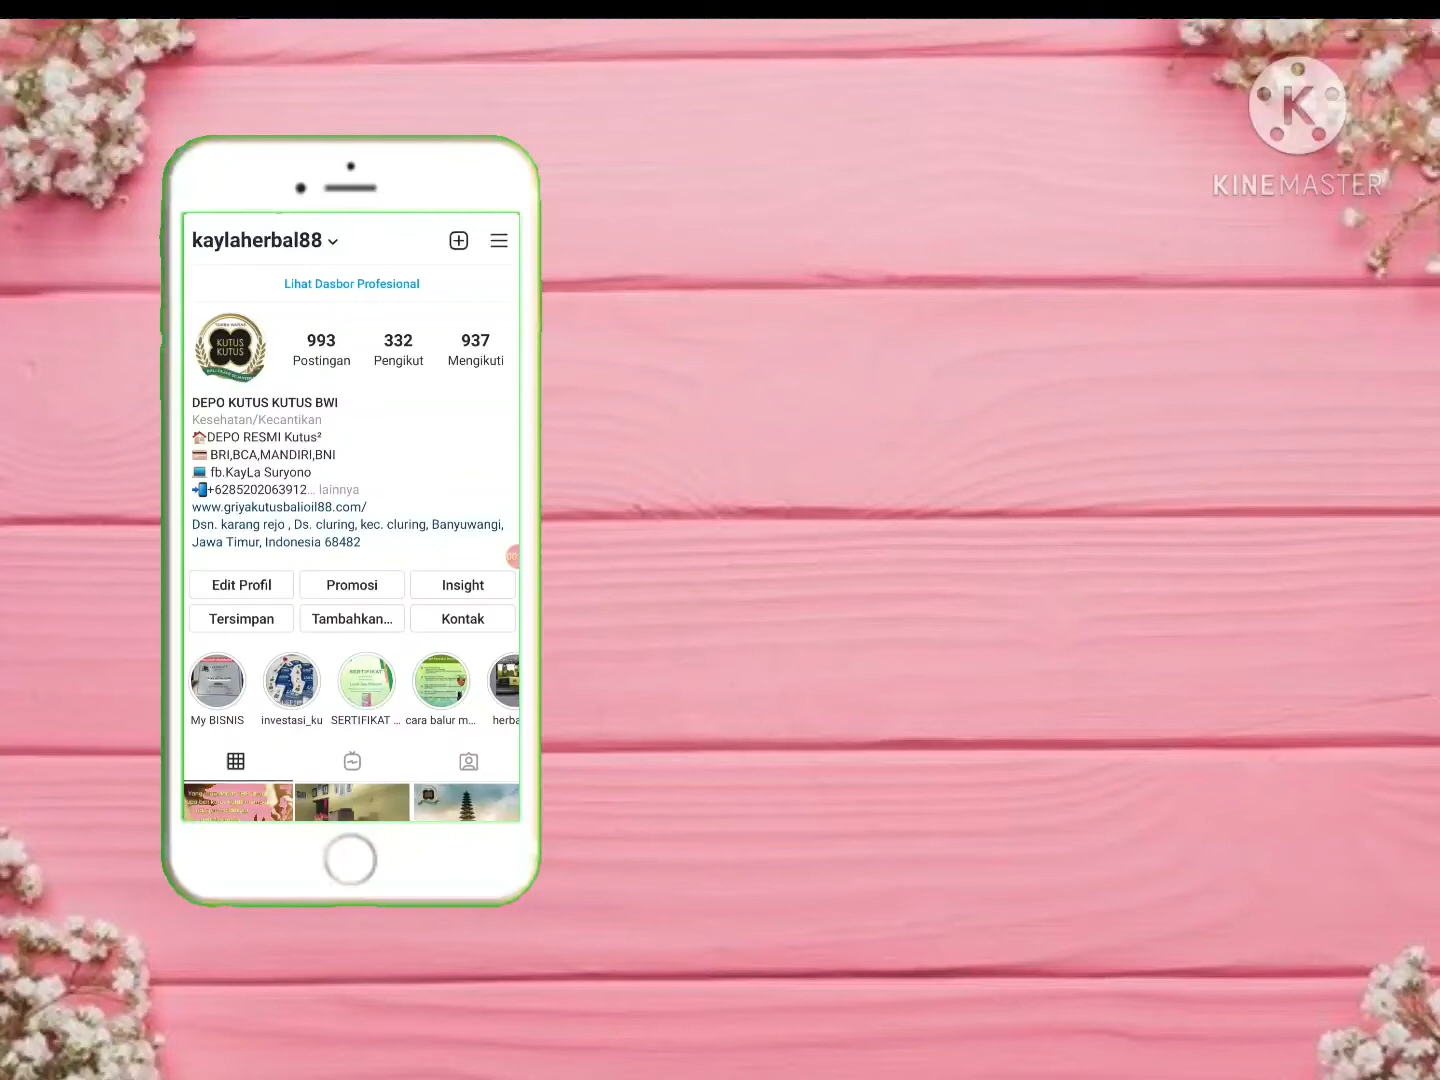 KINEMASTER
kaylaherbal88
Lihat Dasbor Profesional
KUTUS KUTUS
993 332 937
Postingan Pengikut Mengikuti
DEPO KUTUS KUTUS BWI
Kesehatan/Kecantikan
🏠DEPO RESMI Kutus²
💳 BRI,BCA,MANDIRI,BNI
💻 fb.KayLa Suryono
📲+6285202063912... lainnya
www.griyakutusbalioil88.com/
Dsn. karang rejo , Ds. cluring, kec. cluring, Banyuwangi,
Jawa Timur, Indonesia 68482
Edit Profil Promosi Insight
Tersimpan Tambahkan... Kontak
SERTIFIKAT
My BISNIS investasi_ku SERTIFIKAT ... cara balur m... herba